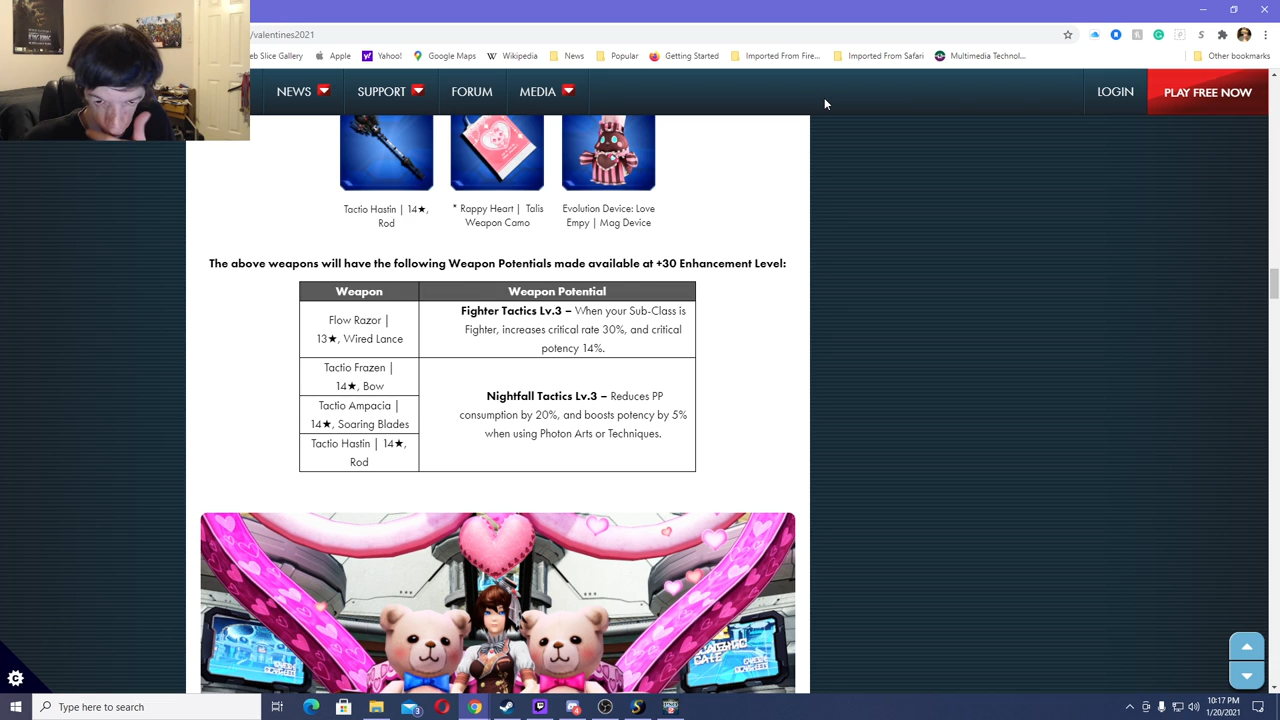 /valentines2021
eb Slice Gallery Apple Yahoo! Google Maps Wikipedia News Popular Getting Started Imported From Fire... Imported From Safari Multimedia Technol... Other bookmarks
NEWS SUPPORT FORUM MEDIA LOGIN PLAY FREE NOW
Tactio Hastin | 14★,
Rod
* Rappy Heart | Talis
Weapon Camo
Evolution Device: Love
Empy | Mag Device
The above weapons will have the following Weapon Potentials made available at +30 Enhancement Level:
Weapon Weapon Potential
Flow Razor |
13★, Wired Lance
Fighter Tactics Lv.3 – When your Sub-Class is
Fighter, increases critical rate 30%, and critical
potency 14%.
Tactio Frazen |
14★, Bow
Tactio Ampacia |
14★, Soaring Blades
Tactio Hastin | 14★,
Rod
Nightfall Tactics Lv.3 – Reduces PP
consumption by 20%, and boosts potency by 5%
when using Photon Arts or Techniques.
Type here to search
3
4
10:17 PM
1/20/2021